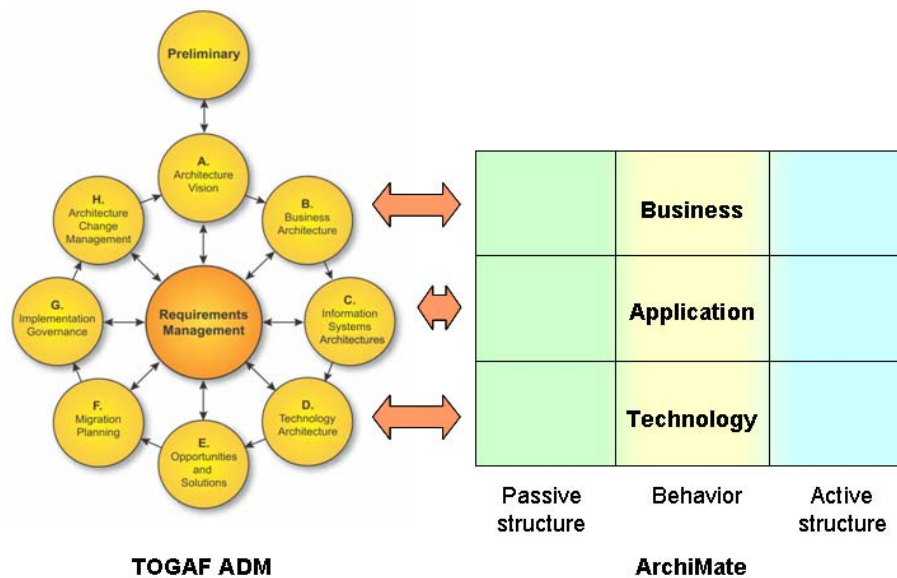 Preliminary
A.
Architecture
Vision
H.
Architecture
Change
Management
B.
Business
Architecture
G.
Implementation
Governance
Requirements
Management
C.
Information
Systems
Architectures
F.
Migration
Planning
D.
Technology
Architecture
E.
Opportunities
and
Solutions
TOGAF ADM
Business
Application
Technology
Passive
structure
Behavior
Active
structure
ArchiMate